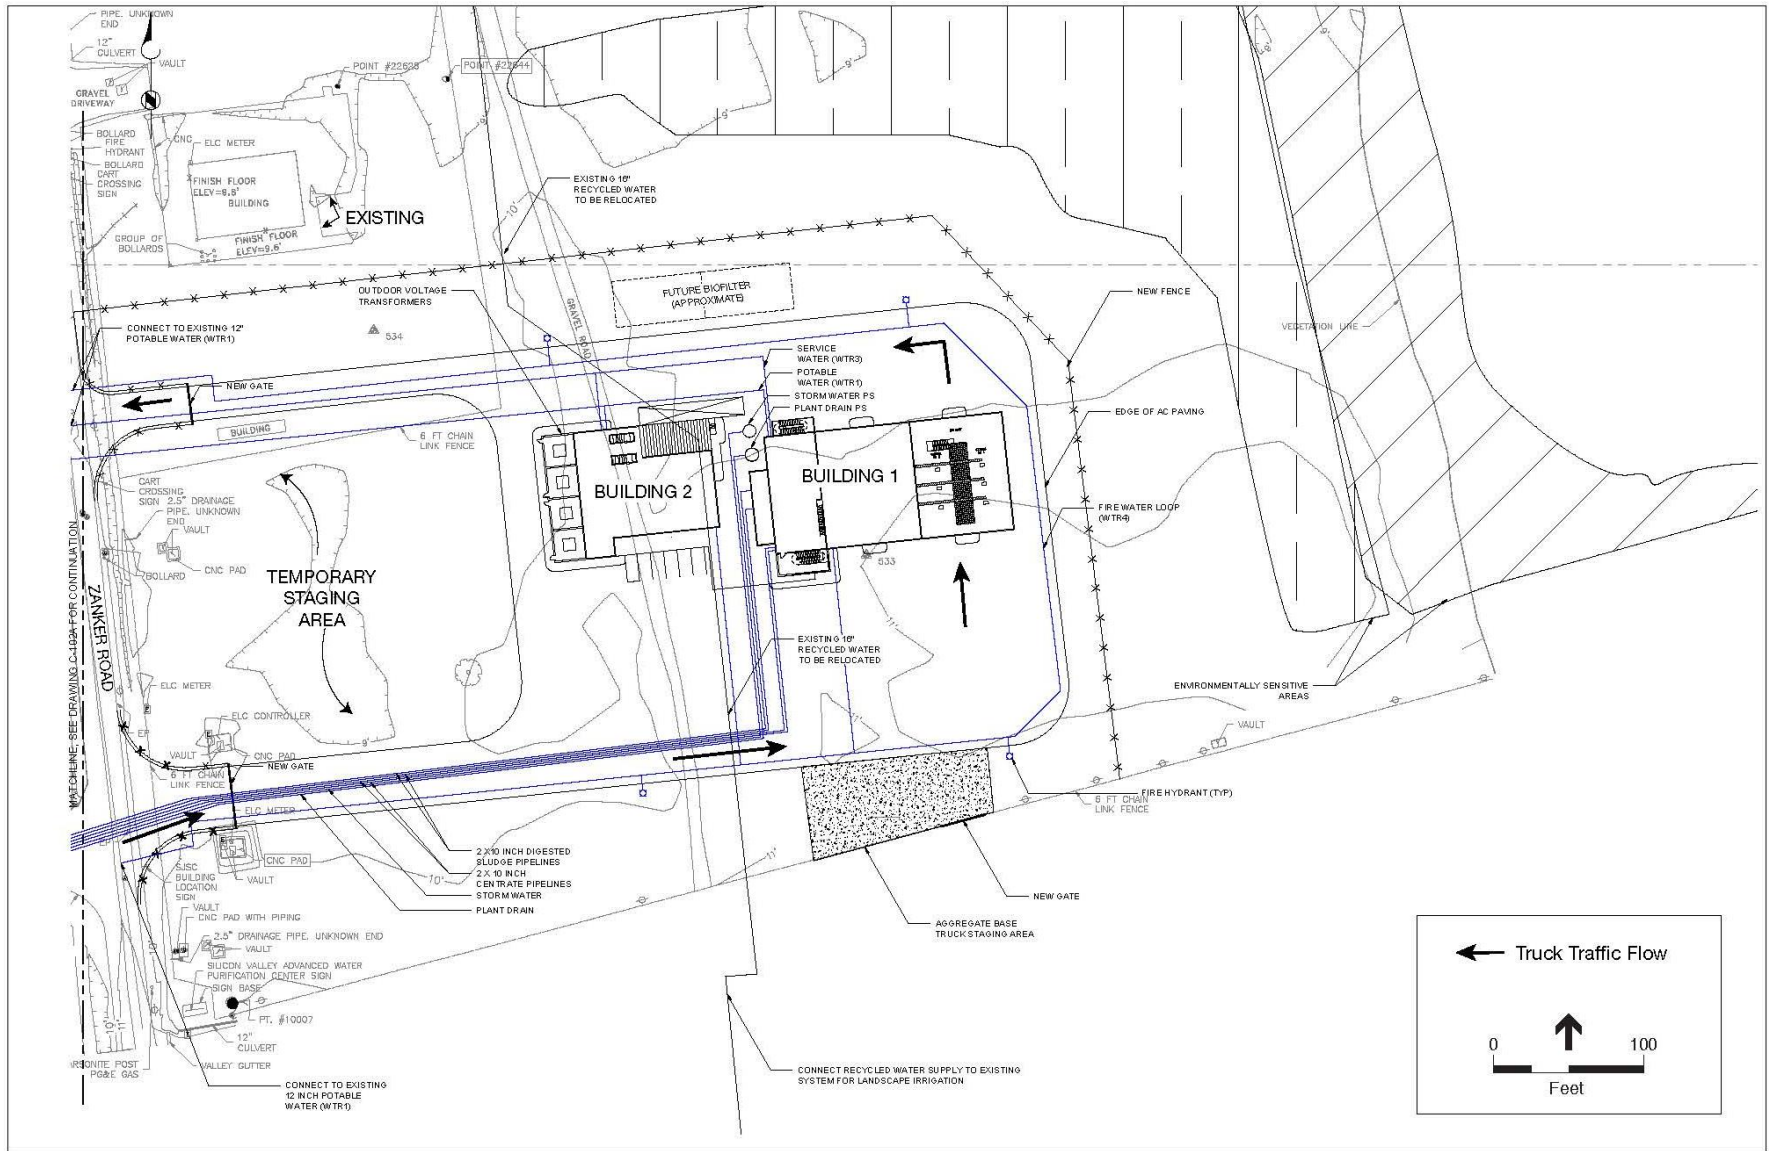 PIPE. UNKNOWN
END
12"
CULVERT
VAULT
GRAVEL
DRIVEWAY
BOLLARD
FIRE
HYDRANT
BOLLARD
CART
CROSSING
SIGN
CNC
ELC METER
POINT #22628
POINT #22644
FINISH FLOOR
BUILDING
FINISH FLOOR
ELEV=9.6'
GROUP OF
BOLLARDS
EXISTING
EXISTING 16"
RECYCLED WATER
TO BE RELOCATED
OUTDOOR VOLTAGE
TRANSFORMERS
GRAVEL ROAD
FUTURE BIOFILTER
(APPROXIMATE)
NEW FENCE
VEGETATION LINE
CONNECT TO EXISTING 12"
POTABLE WATER (WTR1)
534
NEW GATE
SERVICE
WATER (WTR3)
POTABLE
WATER (WTR1)
STORM WATER PS
PLANT DRAIN PS
EDGE OF AC PAVING
BUILDING
6 FT CHAIN
LINK FENCE
BUILDING 2
BUILDING 1
CART
CROSSING
SIGN
2.5" DRAINAGE
PIPE. UNKNOWN
END
VAULT
CNC PAD
BOLLARD
FIRE WATER LOOP
(WTR4)
533
TEMPORARY
STAGING
AREA
MATCHLINE, SEE DRAWING C-102A FOR CONTINUATION
ZANKER ROAD
EXISTING 16"
RECYCLED WATER
TO BE RELOCATED
ENVIRONMENTALLY SENSITIVE
AREAS
ELC METER
ELC CONTROLLER
EP
VAULT
CNC PAD
NEW GATE
6 FT CHAIN
LINK FENCE
ELC METER
VAULT
FIRE HYDRANT (TYP)
6 FT CHAIN
LINK FENCE
2 X10 INCH DIGESTED
SLUDGE PIPELINES
2 X 10 INCH
CENTRATE PIPELINES
STORM WATER
PLANT DRAIN
CNC PAD
VAULT
SJSC
BUILDING
LOCATION
SIGN
VAULT
CNC PAD WITH PIPING
2.5" DRAINAGE PIPE. UNKNOWN END
VAULT
SILICON VALLEY ADVANCED WATER
PURIFICATION CENTER SIGN
SIGN BASE
PT. #10007
12"
CULVERT
VALLEY GUTTER
ARSONITE POST
PG&E GAS
NEW GATE
AGGREGATE BASE
TRUCK STAGING AREA
CONNECT TO EXISTING
12 INCH POTABLE
WATER (WTR1)
CONNECT RECYCLED WATER SUPPLY TO EXISTING
SYSTEM FOR LANDSCAPE IRRIGATION
Truck Traffic Flow
0 100
Feet